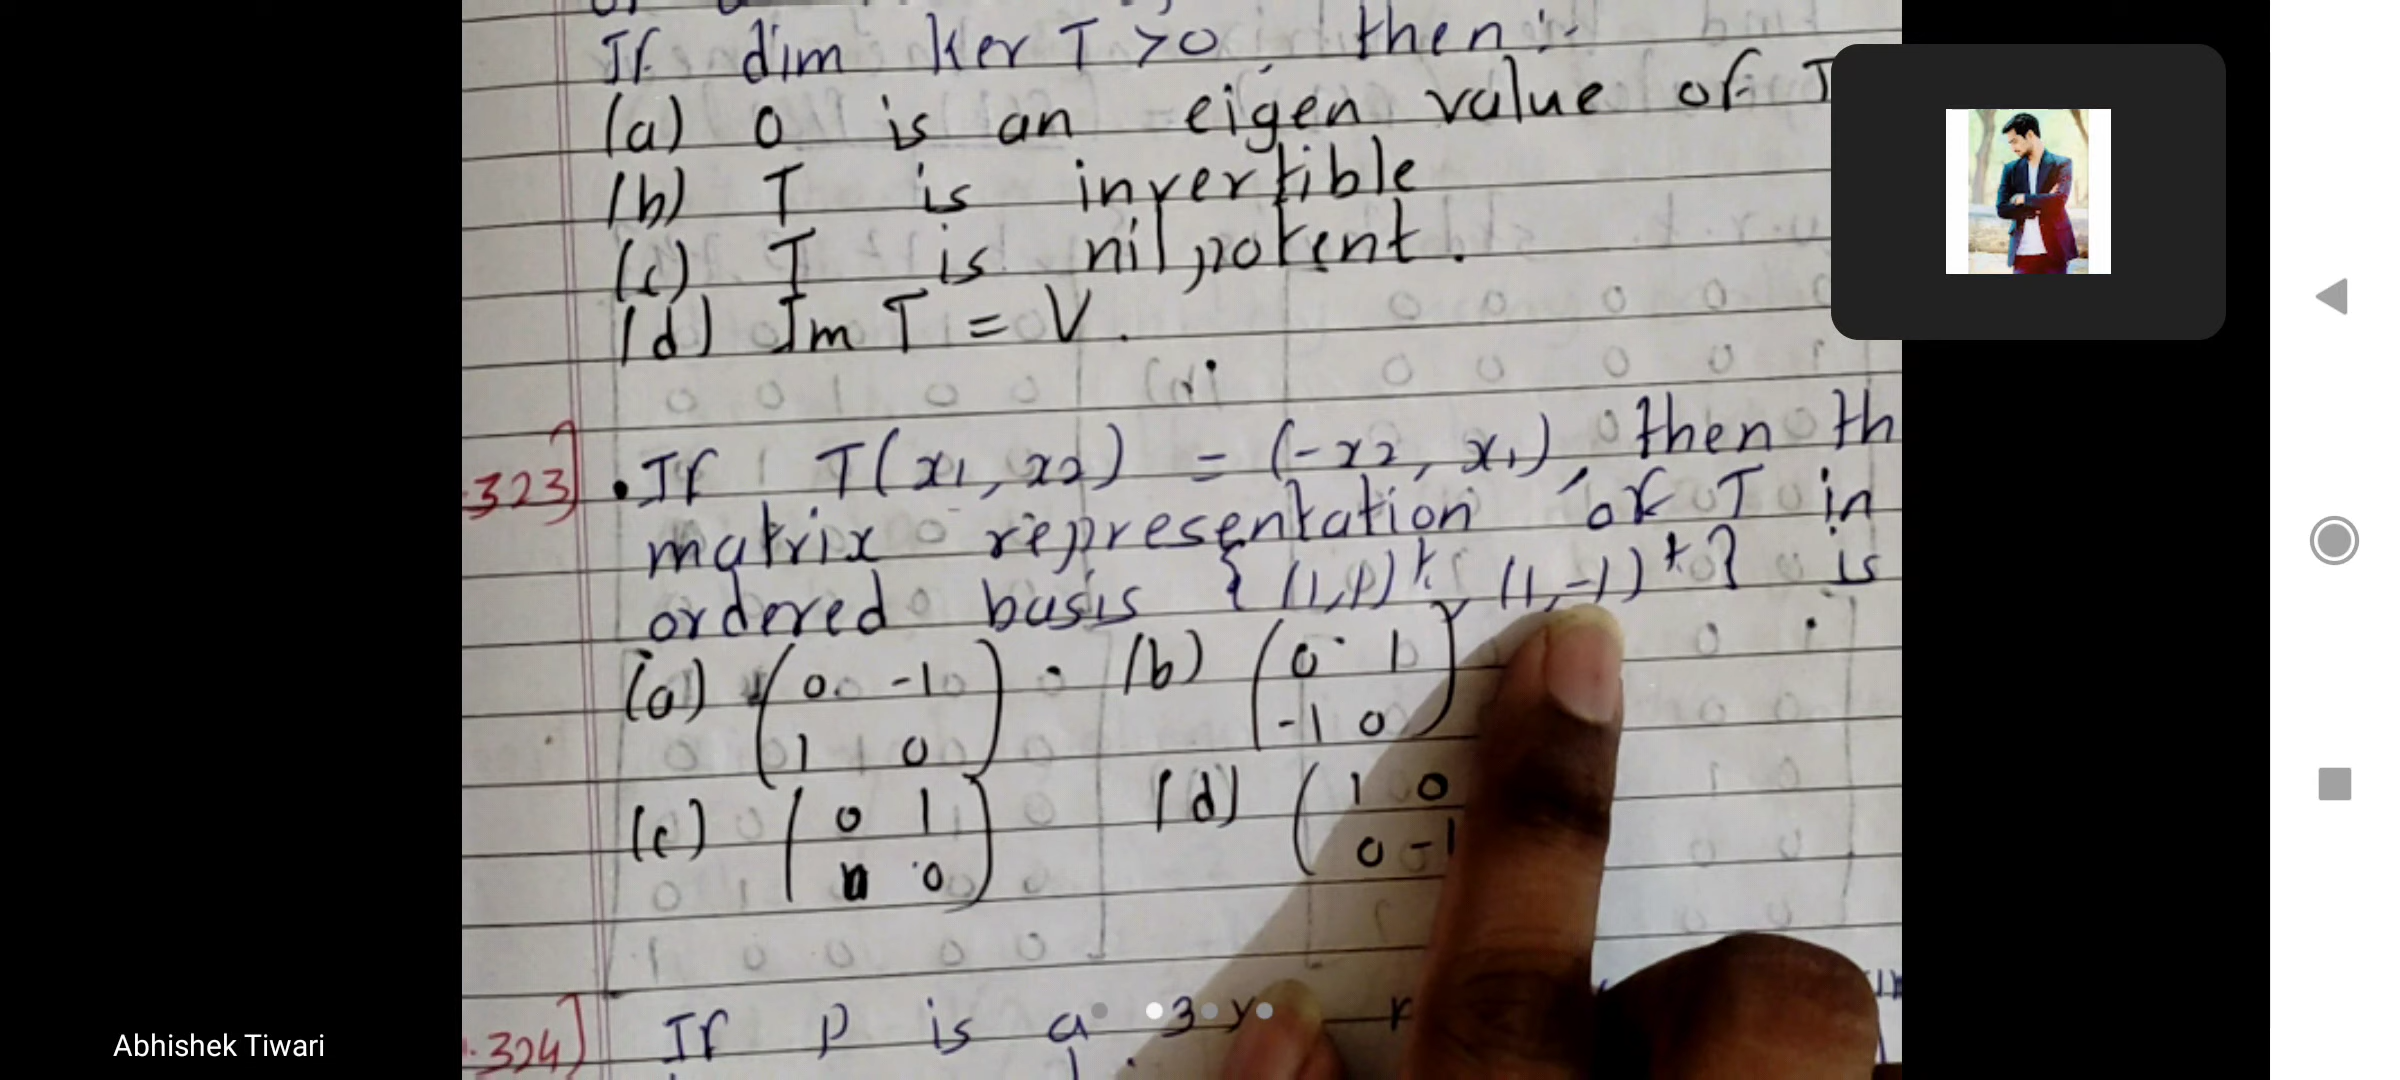 If dim Ker T > 0, then :-
(a) 0 is an eigen value of T
(b) T is invertible
(c) T is nilpotent.
(d) Im T = V.
323] If T(x1, x2) = (-x2, x1), then th
matrix representation of T in
ordered basis { (1,1)^t, (1,-1)^t } is
(a) (0 -1 (b) (0 1
1 0) -1 0)
(c) (0 1 (d) (1 0
0) 0 -1
324] If P is a 3 x
Abhishek Tiwari